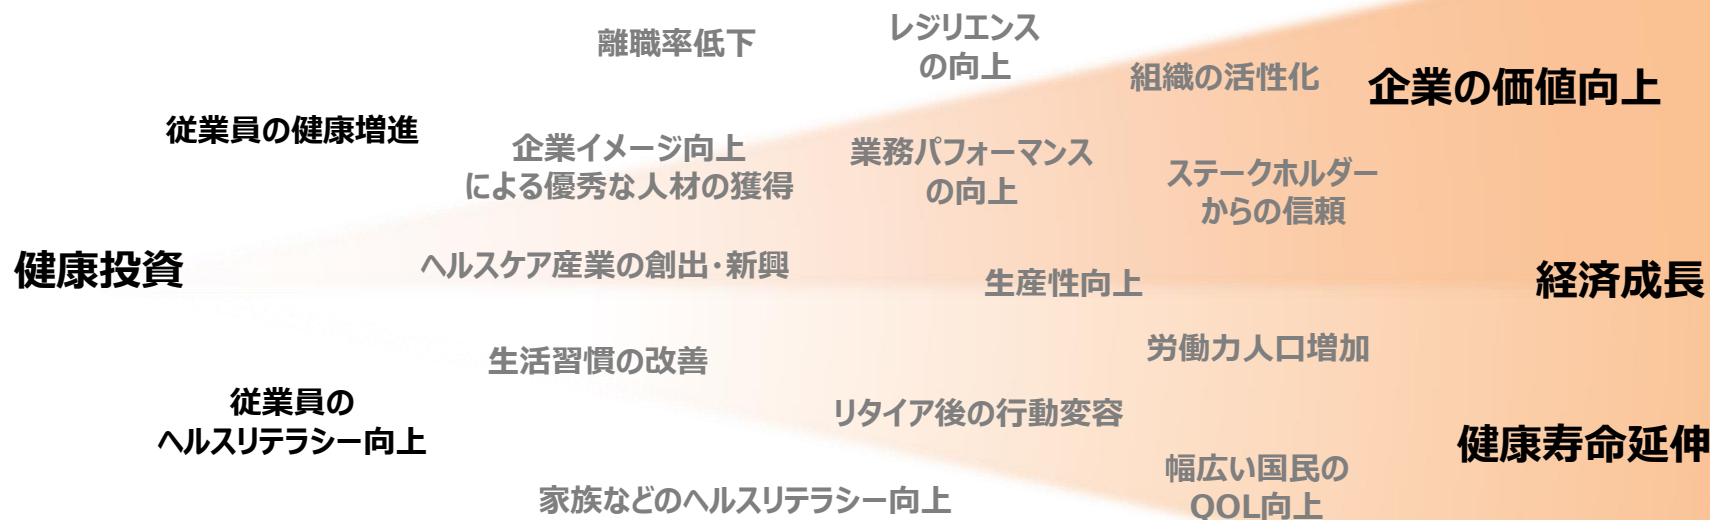 離職率低下
レジリエンス
の向上
組織の活性化
企業の価値向上
従業員の健康増進
企業イメージ向上
による優秀な人材の獲得
業務パフォーマンス
の向上
ステークホルダー
からの信頼
健康投資
ヘルスケア産業の創出・新興
生産性向上
経済成長
労働力人口増加
生活習慣の改善
従業員の
ヘルスリテラシー向上
リタイア後の行動変容
健康寿命延伸
幅広い国民の
QOL向上
家族などのヘルスリテラシー向上